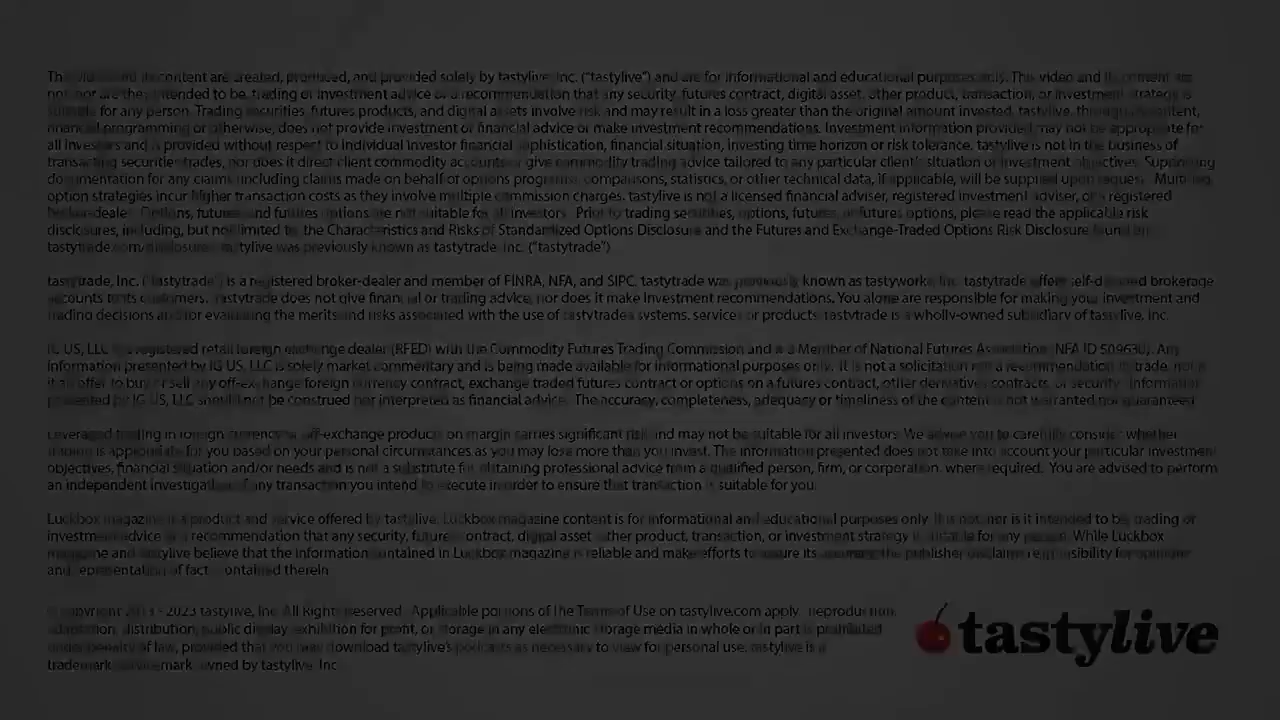 This video and its content are created, produced, and provided solely by tastylive, Inc. (“tastylive”) and are for informational and educational purposes only. This video and its content are
not, nor are they intended to be, trading or investment advice or a recommendation that any security, futures contract, digital asset, other product, transaction, or investment strategy is
suitable for any person. Trading securities, futures products, and digital assets involve risk and may result in a loss greater than the original amount invested. tastylive, through its content,
financial programming or otherwise, does not provide investment or financial advice or make investment recommendations. Investment information provided may not be appropriate for
all investors and is provided without respect to individual investor financial sophistication, financial situation, investing time horizon or risk tolerance. tastylive is not in the business of
transacting securities trades, nor does it direct client commodity accounts or give commodity trading advice tailored to any particular client’s situation or investment objectives. Supporting
documentation for any claims (including claims made on behalf of options programs), comparisons, statistics, or other technical data, if applicable, will be supplied upon request. Multi-leg
option strategies incur higher transaction costs as they involve multiple commission charges. tastylive is not a licensed financial adviser, registered investment adviser, or a registered
broker-dealer. Options, futures and futures options are not suitable for all investors. Prior to trading securities, options, futures, or futures options, please read the applicable risk
disclosures, including, but not limited to, the Characteristics and Risks of Standardized Options Disclosure and the Futures and Exchange-Traded Options Risk Disclosure found on
tastytrade.com/disclosures. tastylive was previously known as tastytrade, Inc. (“tastytrade”).
tastytrade, Inc. (“tastytrade”) is a registered broker-dealer and member of FINRA, NFA, and SIPC. tastytrade was previously known as tastyworks, Inc. tastytrade offers self-directed brokerage
accounts to its customers. tastytrade does not give financial or trading advice, nor does it make investment recommendations. You alone are responsible for making your investment and
trading decisions and for evaluating the merits and risks associated with the use of tastytrade’s systems, services or products. tastytrade is a wholly-owned subsidiary of tastylive, Inc.
IG US, LLC is a registered retail foreign exchange dealer (RFED) with the Commodity Futures Trading Commission and is a Member of National Futures Association (NFA ID 509630). Any
information presented by IG US, LLC is solely market commentary and is being made available for informational purposes only. It is not a solicitation nor a recommendation to trade, nor is
it an offer to buy or sell any off-exchange foreign currency contract, exchange traded futures contract or options on a futures contract, other derivatives contracts, or security. Information
presented by IG US, LLC should not be construed nor interpreted as financial advice. The accuracy, completeness, adequacy or timeliness of the content is not warranted nor guaranteed.
Leveraged trading in foreign currency or off-exchange products on margin carries significant risk and may not be suitable for all investors. We advise you to carefully consider whether
trading is appropriate for you based on your personal circumstances as you may lose more than you invest. The information presented does not take into account your particular investment
objectives, financial situation and/or needs and is not a substitute for obtaining professional advice from a qualified person, firm, or corporation, where required. You are advised to perform
an independent investigation of any transaction you intend to execute in order to ensure that transaction is suitable for you.
Luckbox magazine is a product and service offered by tastylive. Luckbox magazine content is for informational and educational purposes only. It is not, nor is it intended to be, trading or
investment advice or a recommendation that any security, futures contract, digital asset, other product, transaction, or investment strategy is suitable for any person. While Luckbox
magazine and tastylive believe that the information contained in Luckbox magazine is reliable and make efforts to assure its accuracy, the publisher disclaims responsibility for opinions
and representation of facts contained therein.
© copyright 2013 - 2023 tastylive, Inc. All Rights Reserved. Applicable portions of the Terms of Use on tastylive.com apply. Reproduction,
adaptation, distribution, public display, exhibition for profit, or storage in any electronic storage media in whole or in part is prohibited
under penalty of law, provided that you may download tastylive’s podcasts as necessary to view for personal use. tastylive is a
trademark/servicemark owned by tastylive, Inc.
tastylive